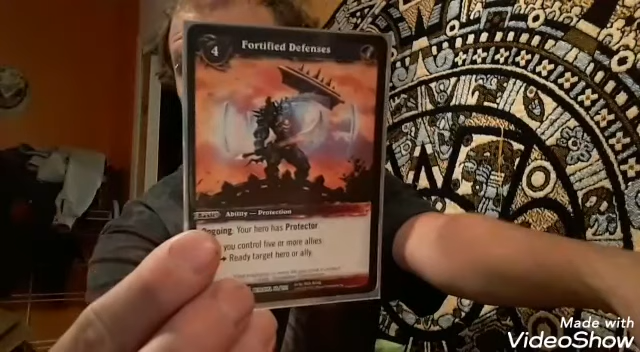 4 Fortified Defenses
Ability — Protection
Ongoing: Your hero has Protector
you control five or more allies
Ready target hero or ally.
Made with
VideoShow